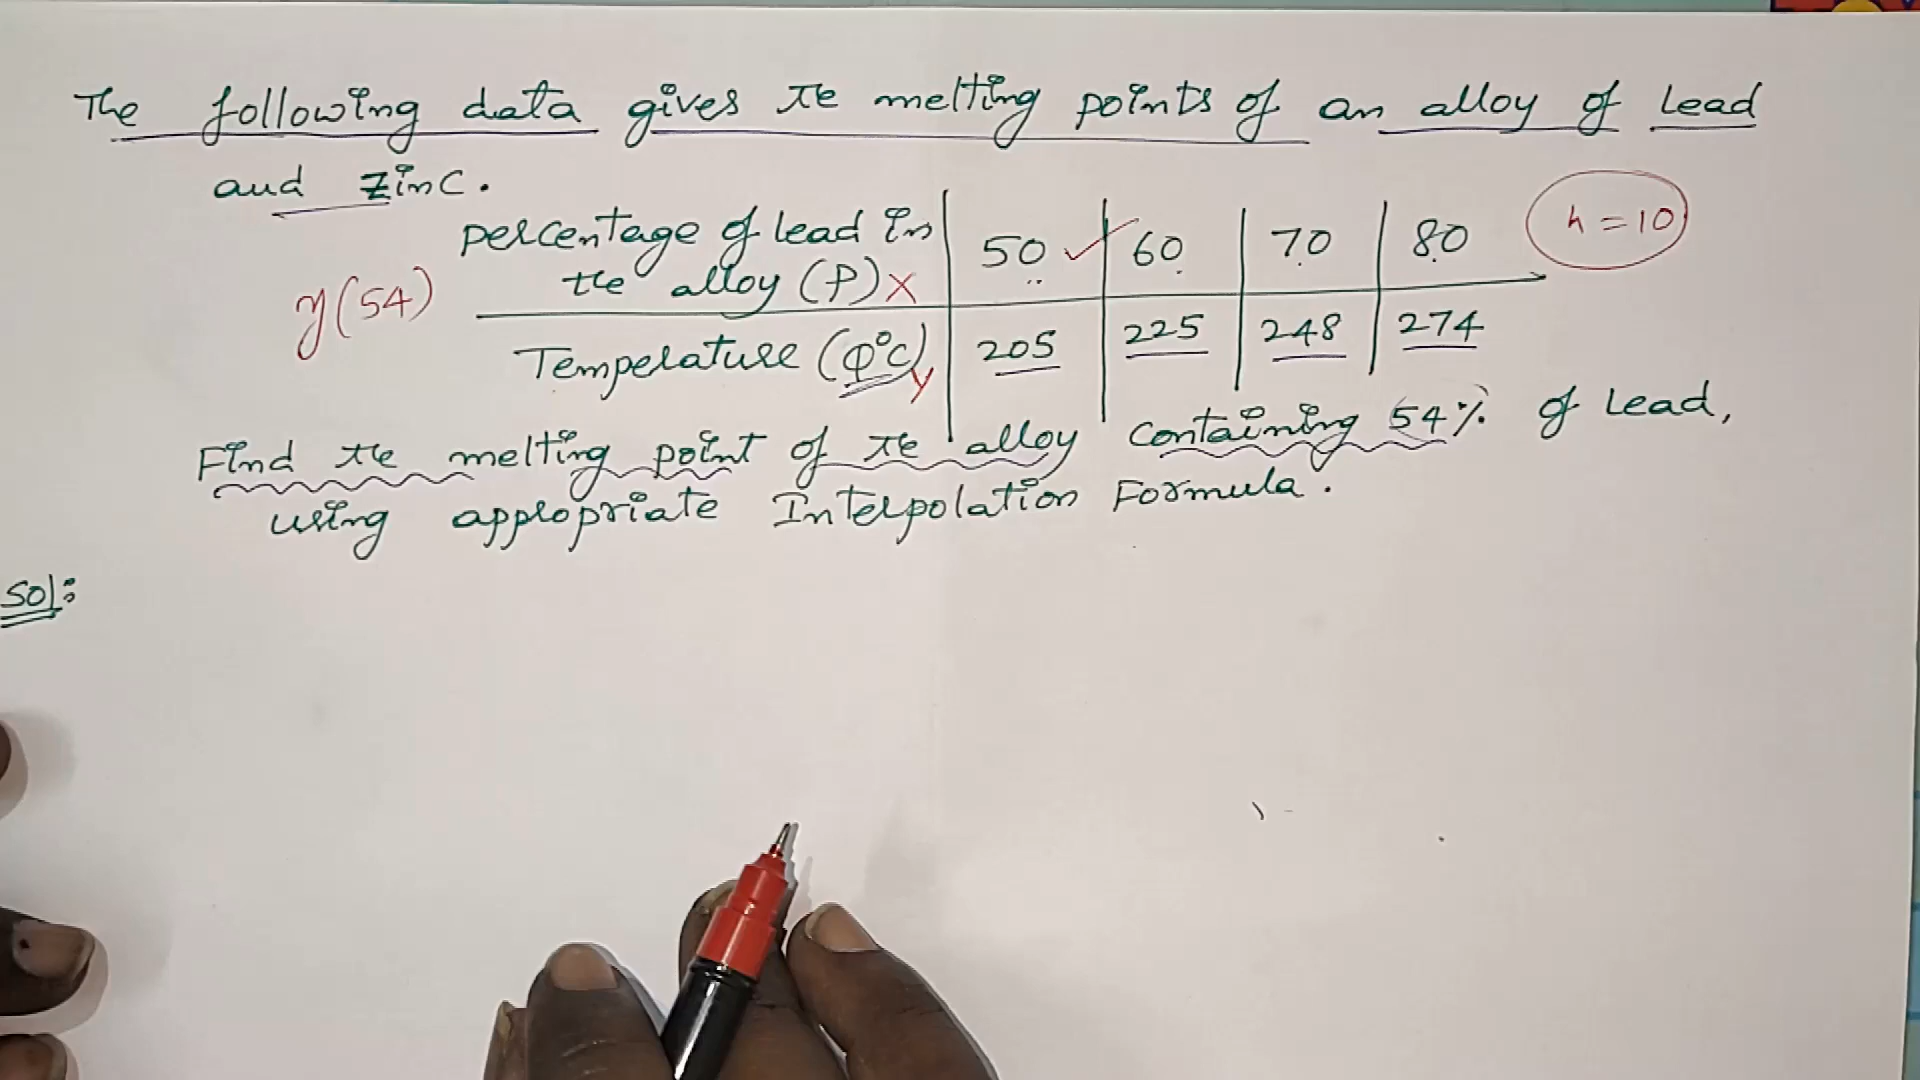 The following data gives the melting points of an alloy of Lead
and Zinc.
percentage of lead in
the alloy (P) X | 50 ✓ | 60 | 70 | 80
h = 10
y(54)
Temperature (Q°C) y | 205 | 225 | 248 | 274
Find the melting point of the alloy containing 54% of Lead,
using appropriate Interpolation Formula.
Sol: